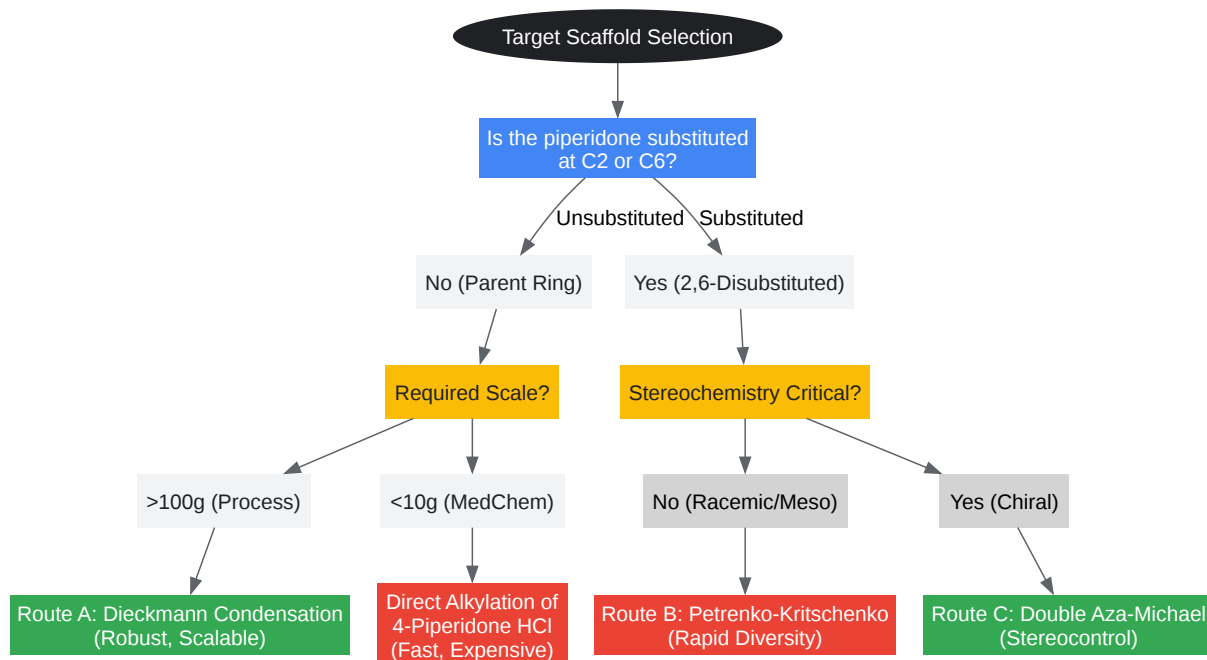 Target Scaffold Selection
Is the piperidone substituted
at C2 or C6?
Unsubstituted
Substituted
No (Parent Ring)
Yes (2,6-Disubstituted)
Required Scale?
Stereochemistry Critical?
>100g (Process)
<10g (MedChem)
No (Racemic/Meso)
Yes (Chiral)
Route A: Dieckmann Condensation
(Robust, Scalable)
Direct Alkylation of
4-Piperidone HCl
(Fast, Expensive)
Route B: Petrenko-Kritschenko
(Rapid Diversity)
Route C: Double Aza-Michael
(Stereocontrol)